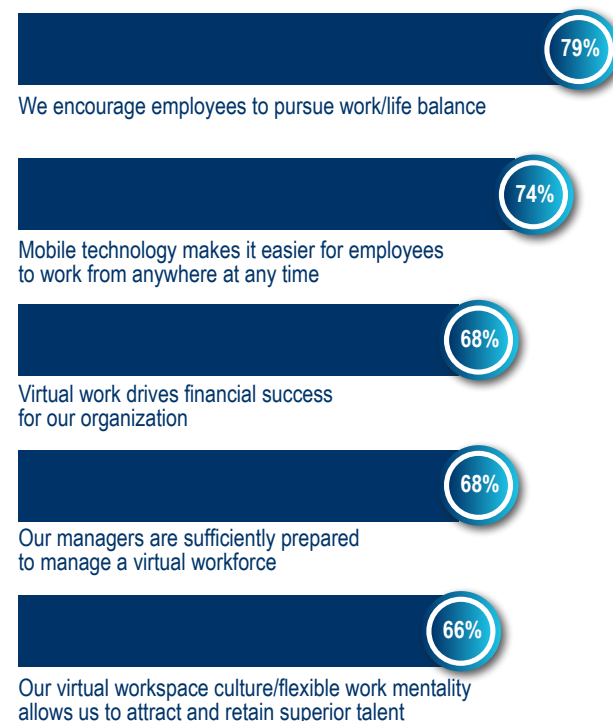 79%
We encourage employees to pursue work/life balance
74%
Mobile technology makes it easier for employees
to work from anywhere at any time
68%
Virtual work drives financial success
for our organization
68%
Our managers are sufficiently prepared
to manage a virtual workforce
66%
Our virtual workspace culture/flexible work mentality
allows us to attract and retain superior talent